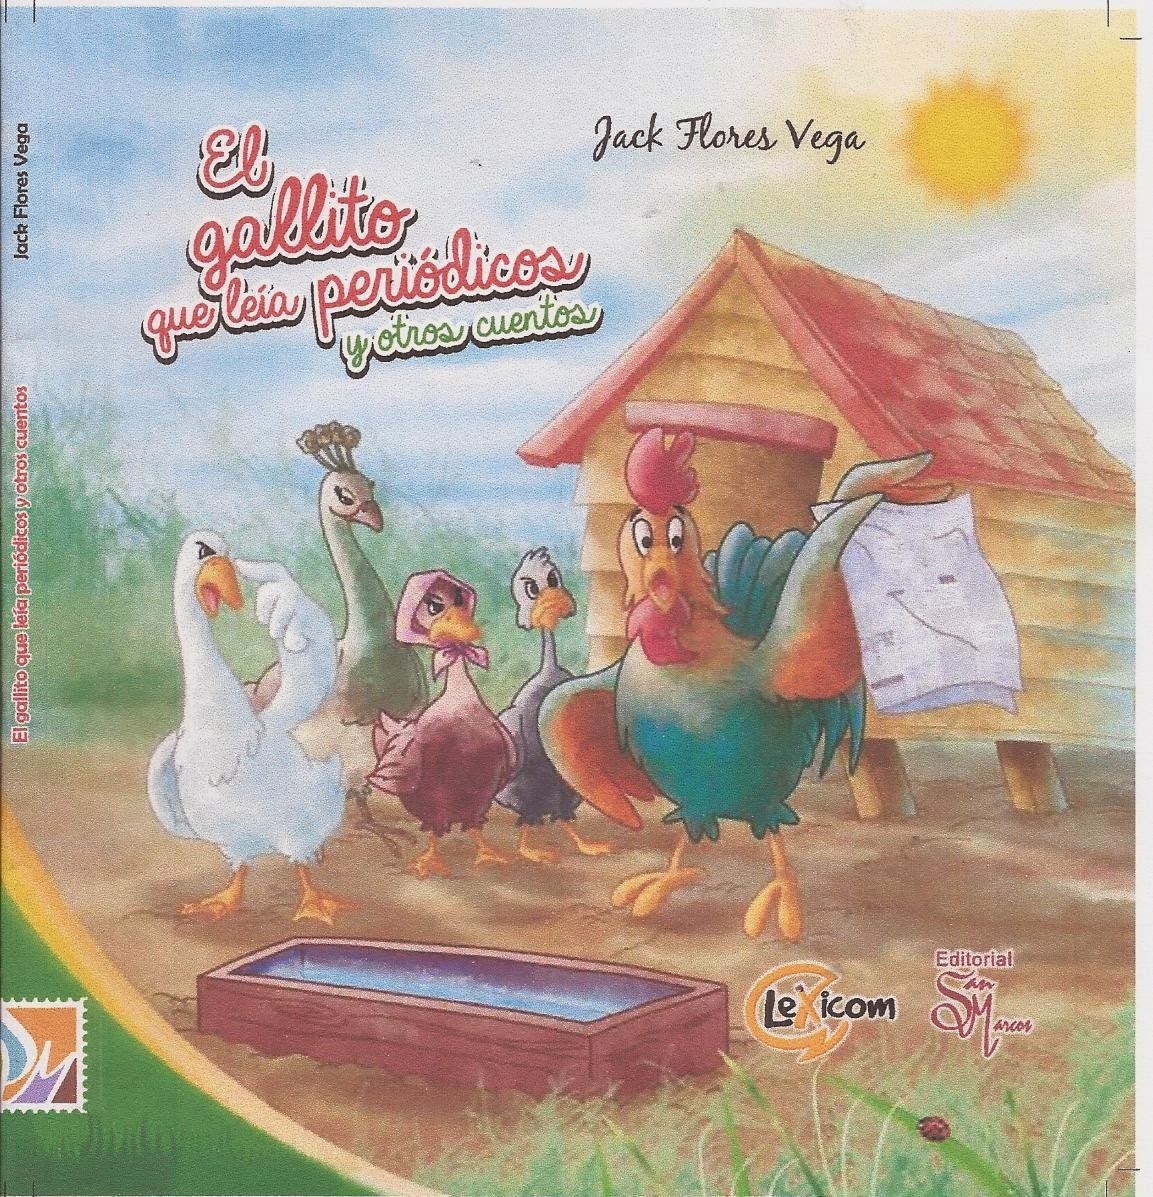 Jack Flores Vega
El
gallito
que leía periódicos
y otros cuentos
Jack Flores Vega
El gallito que leía periódicos y otros cuentos
Lexicom
Editorial
San
Marcos